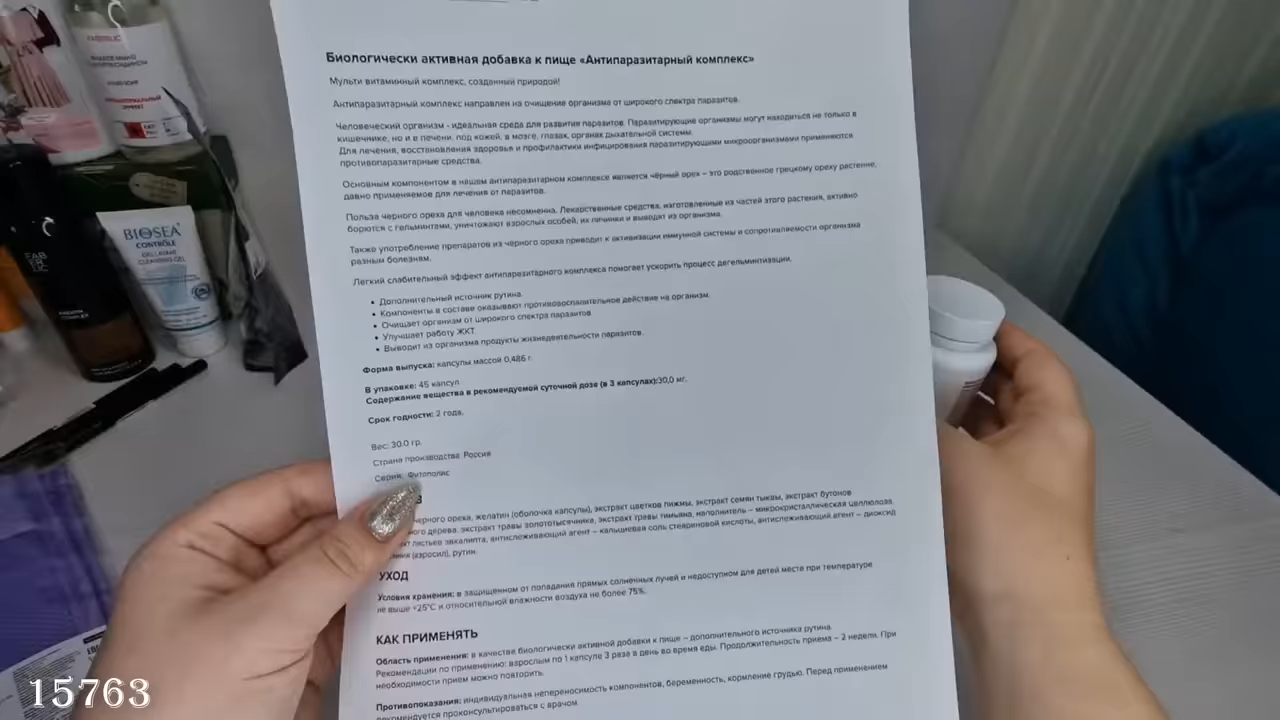 Биологически активная добавка к пище «Антипаразитарный комплекс»
Мульти витаминный комплекс, созданный природой!
Антипаразитарный комплекс направлен на очищение организма от широкого спектра паразитов.
Человеческий организм - идеальная среда для развития паразитов. Паразитирующие организмы могут находиться не только в
кишечнике, но и в печени, под кожей, в мозге, глазах, органах дыхательной системы.
Для лечения, восстановления здоровья и профилактики инфицирования паразитирующими микроорганизмами применяются
противопаразитарные средства.
Основным компонентом в нашем антипаразитарном комплексе является чёрный орех – это родственное грецкому ореху растение,
давно применяемое для лечения от паразитов.
Польза черного ореха для человека несомненна. Лекарственные средства, изготовленные из частей этого растения, активно
борются с гельминтами, уничтожают взрослых особей, их личинки и выводят из организма.
Также употребление препаратов из черного ореха приводит к активизации иммунной системы и сопротивляемости организма
разным болезням.
Легкий слабительный эффект антипаразитарного комплекса помогает ускорить процесс дегельминтизации.
• Дополнительный источник рутина.
• Компоненты в составе оказывают противовоспалительное действие на организм.
• Очищает организм от широкого спектра паразитов
• Улучшает работу ЖКТ.
• Выводит из организма продукты жизнедеятельности паразитов.
Форма выпуска: капсулы массой 0,486 г.
В упаковке: 45 капсул
Содержание вещества в рекомендуемой суточной дозе (в 3 капсулах):30,0 мг.
Срок годности: 2 года.
Вес: 30.0 гр.
Страна производства: Россия
Серия: Фитополис
В
черного ореха, желатин (оболочка капсулы), экстракт цветков пижмы, экстракт семян тыквы, экстракт бутонов
дерева, экстракт травы золототысячника, экстракт травы тимьяна, наполнитель – микрокристаллическая целлюлоза,
листьев эвкалипта, антислеживающий агент – кальциевая соль стеариновой кислоты, антислеживающий агент – диоксид
(аэросил), рутин.
УХОД
Условия хранения: в защищенном от попадания прямых солнечных лучей и недоступном для детей месте при температуре
не выше +25°С и относительной влажности воздуха не более 75%.
КАК ПРИМЕНЯТЬ
Область применения: в качестве биологически активной добавки к пище – дополнительного источника рутина.
Рекомендации по применению: взрослым по 1 капсуле 3 раза в день во время еды. Продолжительность приема – 2 недели. При
необходимости прием можно повторить.
Противопоказания: индивидуальная непереносимость компонентов, беременность, кормление грудью. Перед применением
рекомендуется проконсультироваться с врачом.
BIOSEA
CONTRÔLE
CLEANSING GEL
FAB
ERL
IC
15763